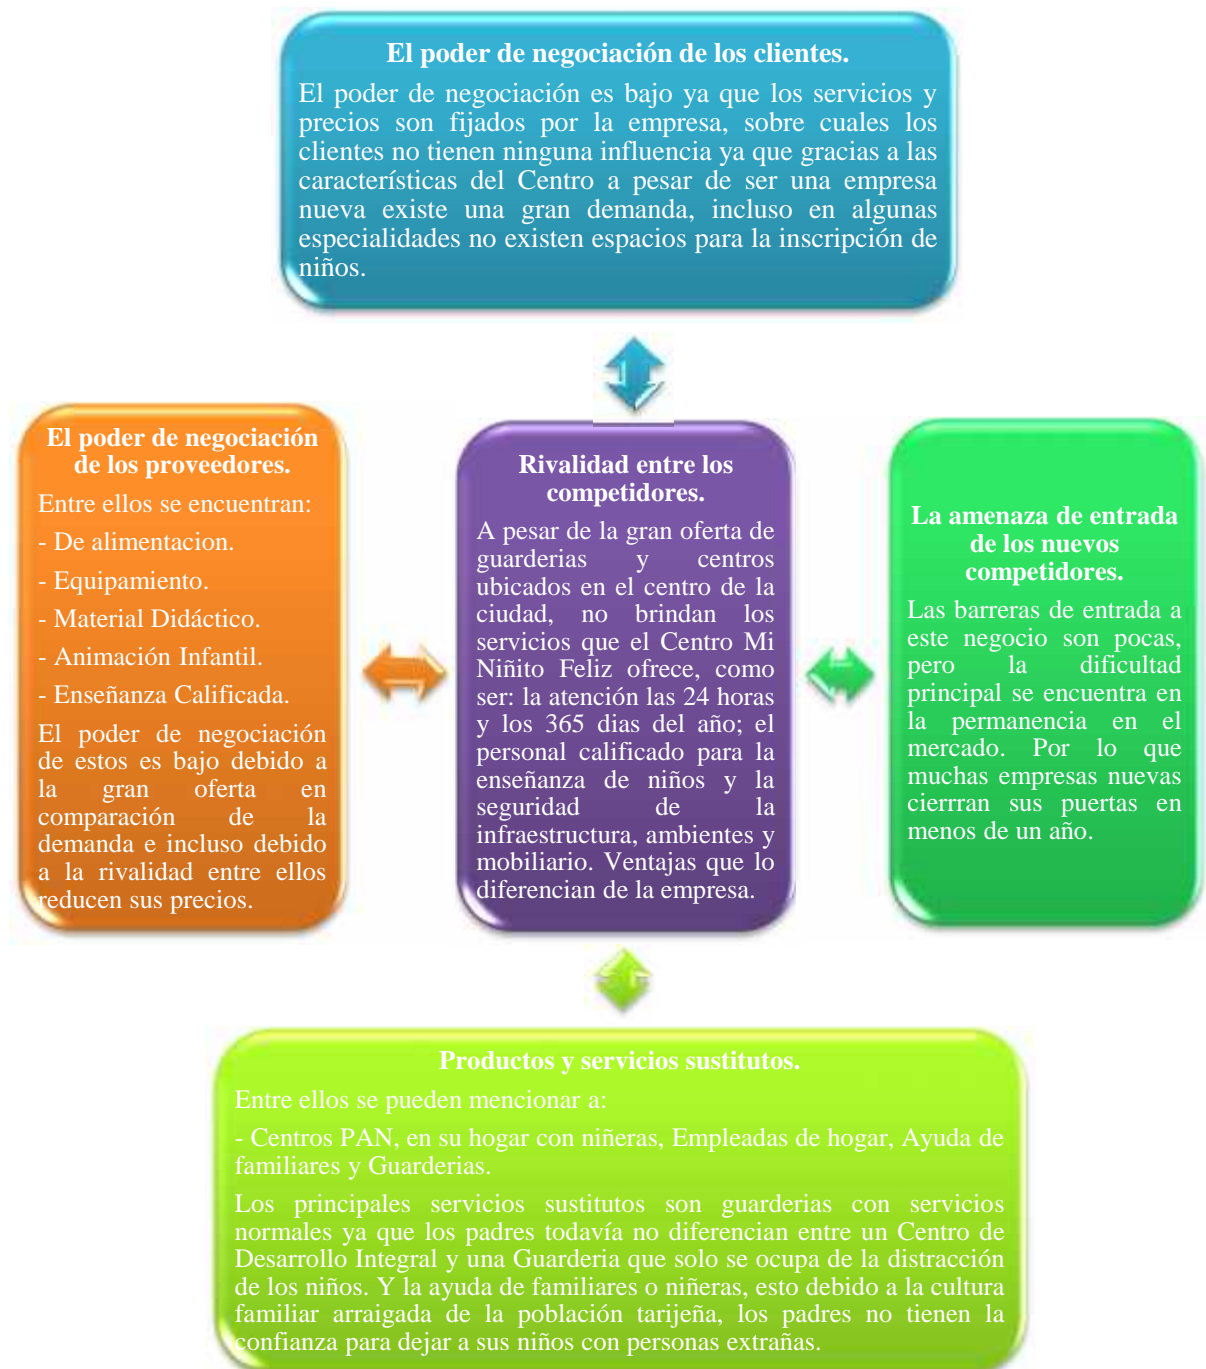 El poder de negociación de los clientes.
El poder de negociación es bajo ya que los servicios y
precios son fijados por la empresa, sobre cuales los
clientes no tienen ninguna influencia ya que gracias a las
características del Centro a pesar de ser una empresa
nueva existe una gran demanda, incluso en algunas
especialidades no existen espacios para la inscripción de
niños.
El poder de negociación
de los proveedores.
Entre ellos se encuentran:
- De alimentacion.
- Equipamiento.
- Material Didáctico.
- Animación Infantil.
- Enseñanza Calificada.
El poder de negociación
de estos es bajo debido a
la gran oferta en
comparación de la
demanda e incluso debido
a la rivalidad entre ellos
reducen sus precios.
Rivalidad entre los
competidores.
A pesar de la gran oferta de
guarderias y centros
ubicados en el centro de la
ciudad, no brindan los
servicios que el Centro Mi
Niñito Feliz ofrece, como
ser: la atención las 24 horas
y los 365 dias del año; el
personal calificado para la
enseñanza de niños y la
seguridad de la
infraestructura, ambientes y
mobiliario. Ventajas que lo
diferencian de la empresa.
La amenaza de entrada
de los nuevos
competidores.
Las barreras de entrada a
este negocio son pocas,
pero la dificultad
principal se encuentra en
la permanencia en el
mercado. Por lo que
muchas empresas nuevas
cierrran sus puertas en
menos de un año.
Productos y servicios sustitutos.
Entre ellos se pueden mencionar a:
- Centros PAN, en su hogar con niñeras, Empleadas de hogar, Ayuda de
familiares y Guarderias.
Los principales servicios sustitutos son guarderias con servicios
normales ya que los padres todavía no diferencian entre un Centro de
Desarrollo Integral y una Guarderia que solo se ocupa de la distracción
de los niños. Y la ayuda de familiares o niñeras, esto debido a la cultura
familiar arraigada de la población tarijeña, los padres no tienen la
confianza para dejar a sus niños con personas extrañas.